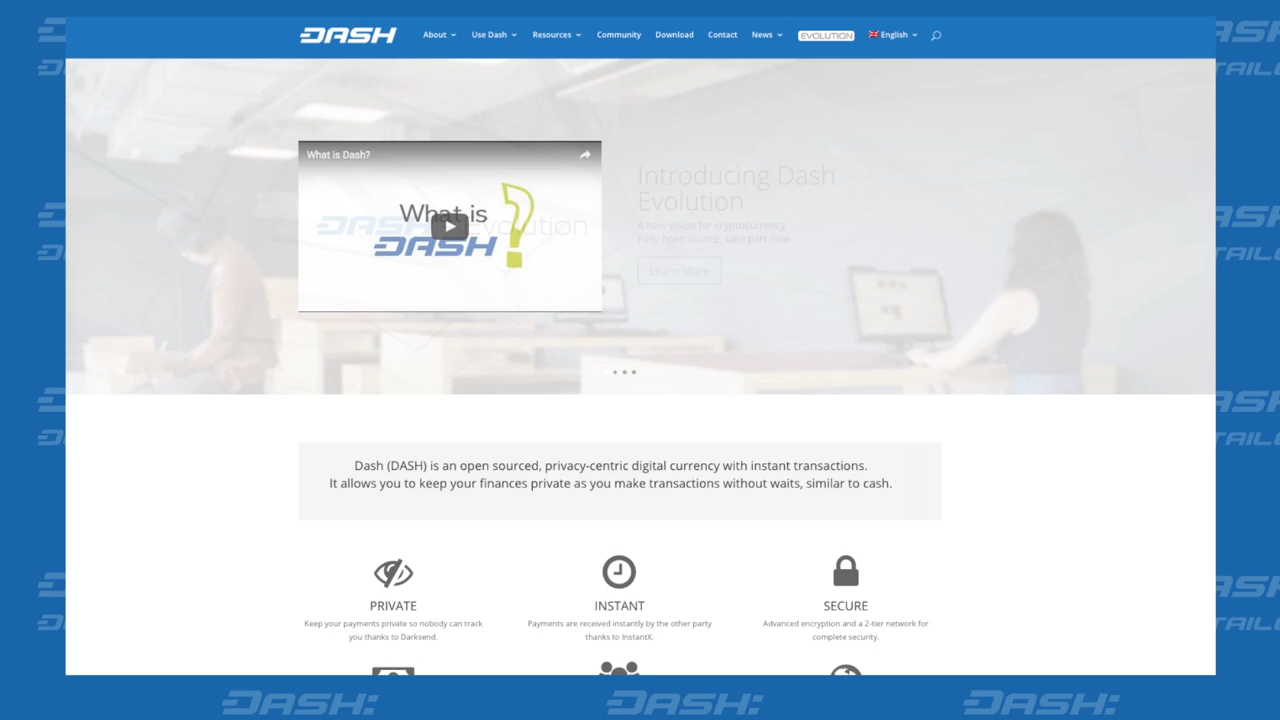 DASH
About Use Dash Resources Community Download Contact News EVOLUTION English
What is Dash?
What is
DASH Evolution
DASH
?
Introducing Dash
Evolution
A new vision for cryptocurrency
Fully open source, take part now
Learn More
Dash (DASH) is an open sourced, privacy-centric digital currency with instant transactions.
It allows you to keep your finances private as you make transactions without waits, similar to cash.
PRIVATE
Keep your payments private so nobody can track
you thanks to Darksend.
INSTANT
Payments are received instantly by the other party
thanks to InstantX.
SECURE
Advanced encryption and a 2-tier network for
complete security.
DASH: DASH: DASH: